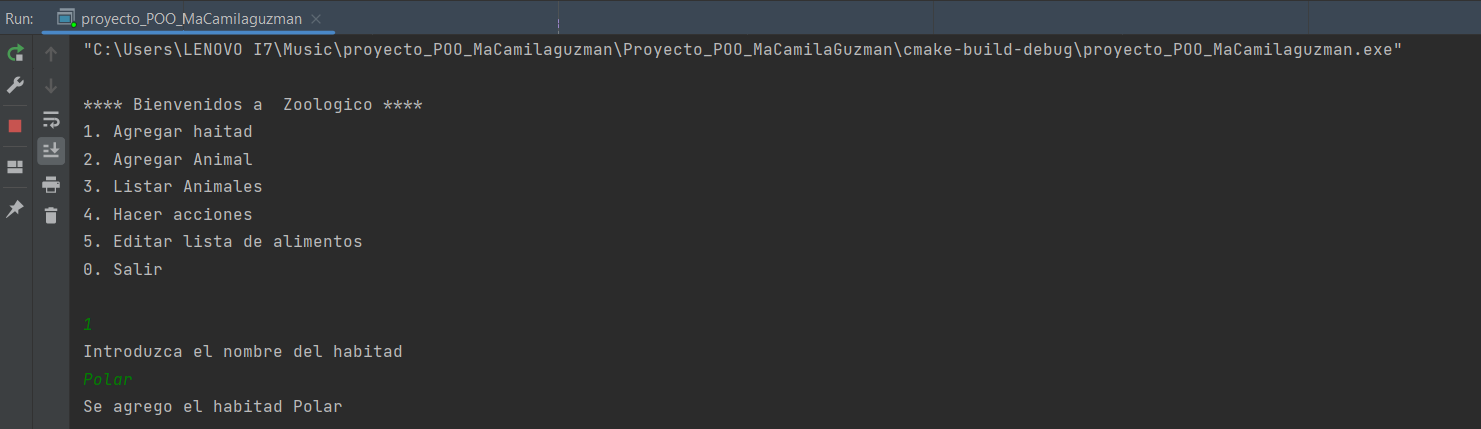 Run: proyecto_POO_MaCamilaguzman
"C:\Users\LENOVO I7\Music\proyecto_POO_MaCamilaguzman\Proyecto_POO_MaCamilaGuzman\cmake-build-debug\proyecto_POO_MaCamilaguzman.exe"
**** Bienvenidos a  Zoologico ****
1. Agregar haitad
2. Agregar Animal
3. Listar Animales
4. Hacer acciones
5. Editar lista de alimentos
0. Salir
1
Introduzca el nombre del habitad
Polar
Se agrego el habitad Polar